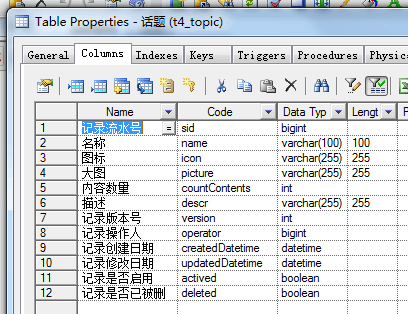 Table Properties - 话题 (t4_topic)
General Columns Indexes Keys Triggers Procedures Physic
Name Code Data Typ Lengt P
1 记录流水号 = sid bigint
2 名称 name varchar(100) 100
3 图标 icon varchar(255) 255
4 大图 picture varchar(255) 255
5 内容数量 countContents int
6 描述 descr varchar(255) 255
7 记录版本号 version int
8 记录操作人 operator bigint
9 记录创建日期 createdDatetime datetime
10 记录修改日期 updatedDatetime datetime
11 记录是否启用 actived boolean
12 记录是否已被删 deleted boolean